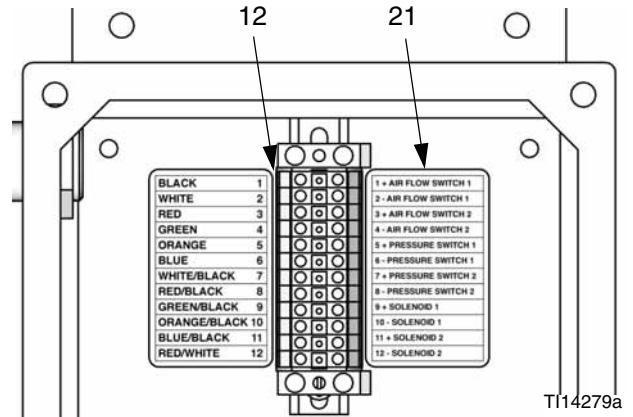 12 21
BLACK 1
WHITE 2
RED 3
GREEN 4
ORANGE 5
BLUE 6
WHITE/BLACK 7
RED/BLACK 8
GREEN/BLACK 9
ORANGE/BLACK 10
BLUE/BLACK 11
RED/WHITE 12
1 + AIR FLOW SWITCH 1
2 - AIR FLOW SWITCH 1
3 + AIR FLOW SWITCH 2
4 - AIR FLOW SWITCH 2
5 + PRESSURE SWITCH 1
6 - PRESSURE SWITCH 1
7 + PRESSURE SWITCH 2
8 - PRESSURE SWITCH 2
9 + SOLENOID 1
10 - SOLENOID 1
11 + SOLENOID 2
12 - SOLENOID 2
TI14279a